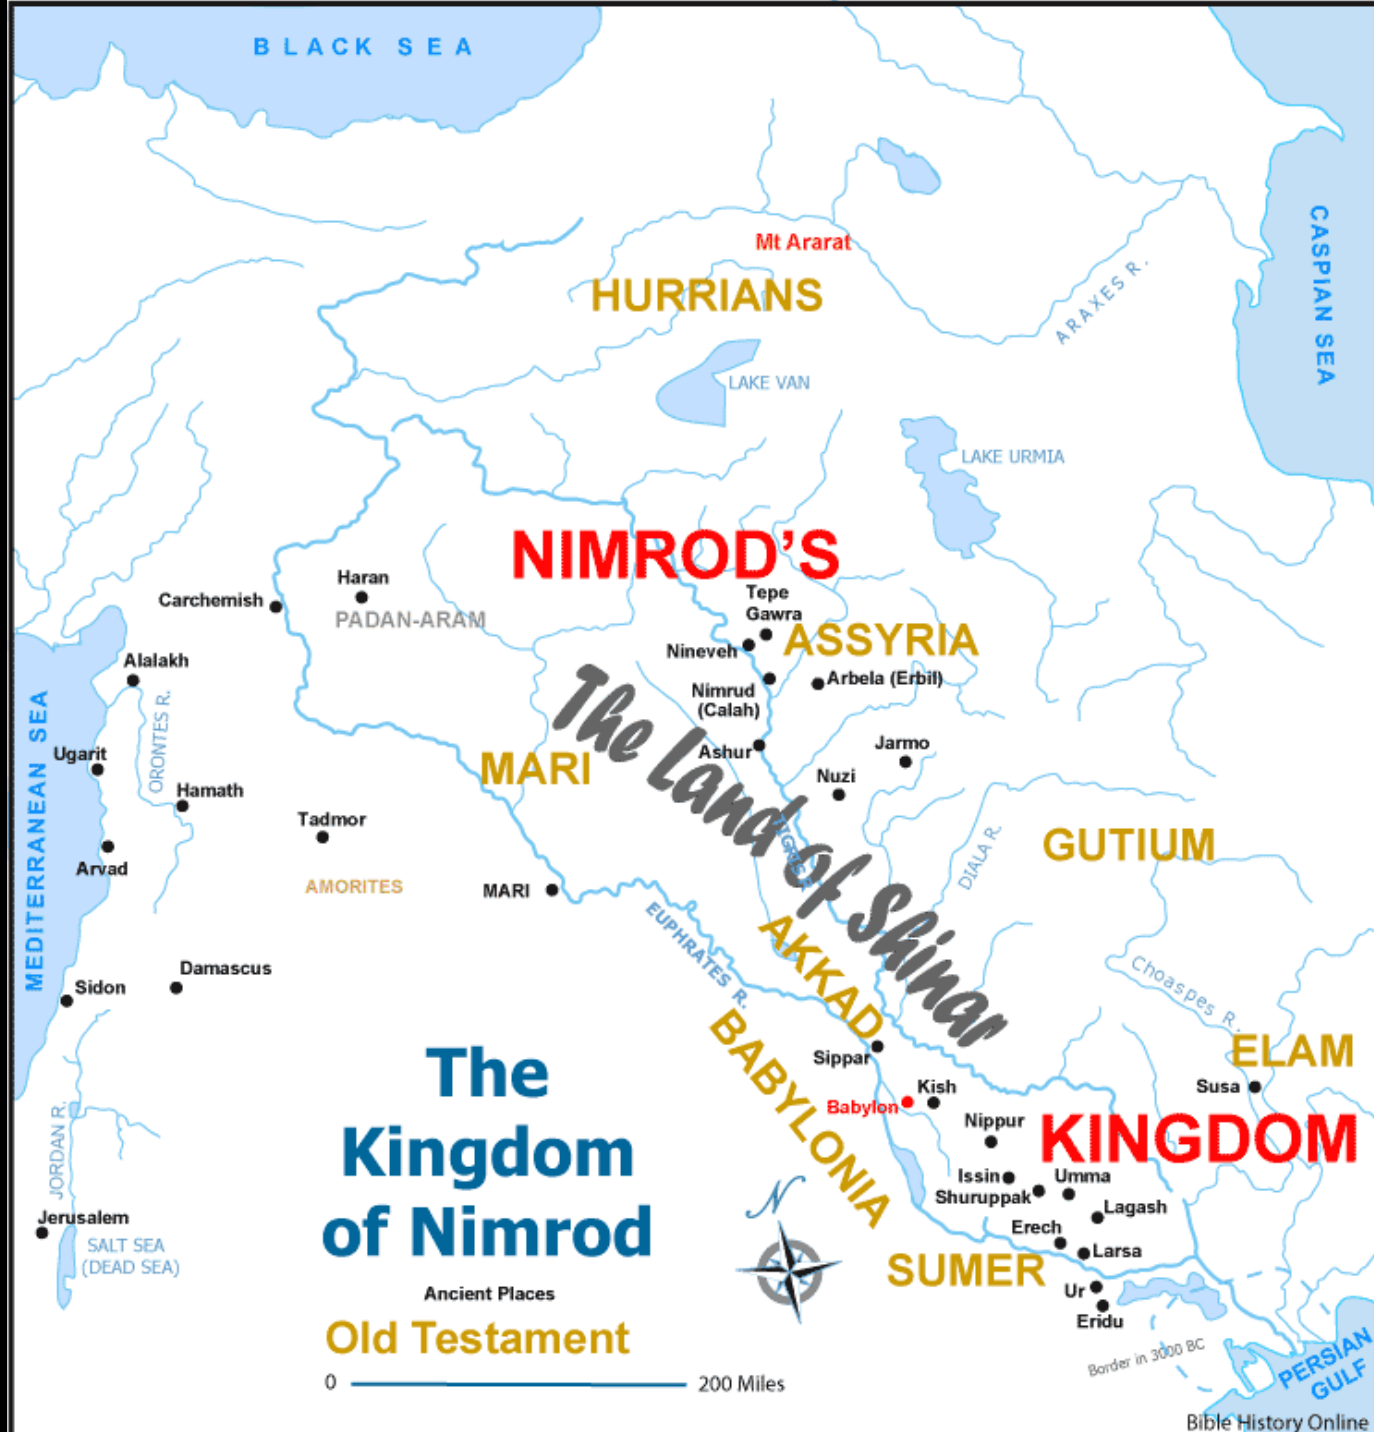 BLACK SEA
CASPIAN SEA
Mt Ararat
HURRIANS
ARAXES R.
LAKE VAN
LAKE URMIA
NIMROD'S
Haran
Carchemish
PADAN-ARAM
Tepe
Gawra
ASSYRIA
Nineveh
Alalakh
Arbela (Erbil)
Nimrud
(Calah)
The Land of Shinar
MEDITERRANEAN SEA
ORONTES R.
Ugarit
Ashur
Jarmo
MARI
Nuzi
Hamath
Tadmor
TIGRIS R.
DIALA R.
GUTIUM
Arvad
AMORITES
MARI
EUPHRATES R.
AKKAD
Damascus
Sidon
Choaspes R.
BABYLONIA
ELAM
Sippar
Susa
Kish
Babylon
JORDAN R.
Nippur
KINGDOM
Issin
Umma
Shuruppak
Lagash
Jerusalem
Erech
SALT SEA
(DEAD SEA)
Larsa
SUMER
Ur
Eridu
N
The
Kingdom
of Nimrod
Ancient Places
Old Testament
0 200 Miles
Border in 3000 BC
PERSIAN
GULF
Bible History Online